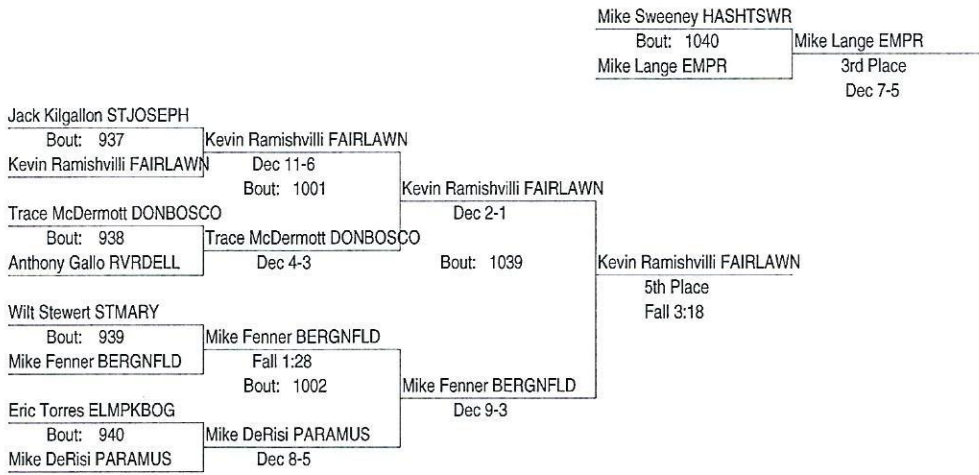 Mike Sweeney HASHTSWR
Bout: 1040
Mike Lange EMPR
Mike Lange EMPR
3rd Place
Dec 7-5
Jack Kilgallon STJOSEPH
Bout: 937
Kevin Ramishvilli FAIRLAWN
Kevin Ramishvilli FAIRLAWN
Dec 11-6
Bout: 1001
Kevin Ramishvilli FAIRLAWN
Dec 2-1
Trace McDermott DONBOSCO
Bout: 938
Anthony Gallo RVRDELL
Trace McDermott DONBOSCO
Dec 4-3
Bout: 1039
Kevin Ramishvilli FAIRLAWN
5th Place
Fall 3:18
Wilt Stewert STMARY
Bout: 939
Mike Fenner BERGNFLD
Mike Fenner BERGNFLD
Fall 1:28
Bout: 1002
Mike Fenner BERGNFLD
Dec 9-3
Eric Torres ELMPKBOG
Bout: 940
Mike DeRisi PARAMUS
Mike DeRisi PARAMUS
Dec 8-5